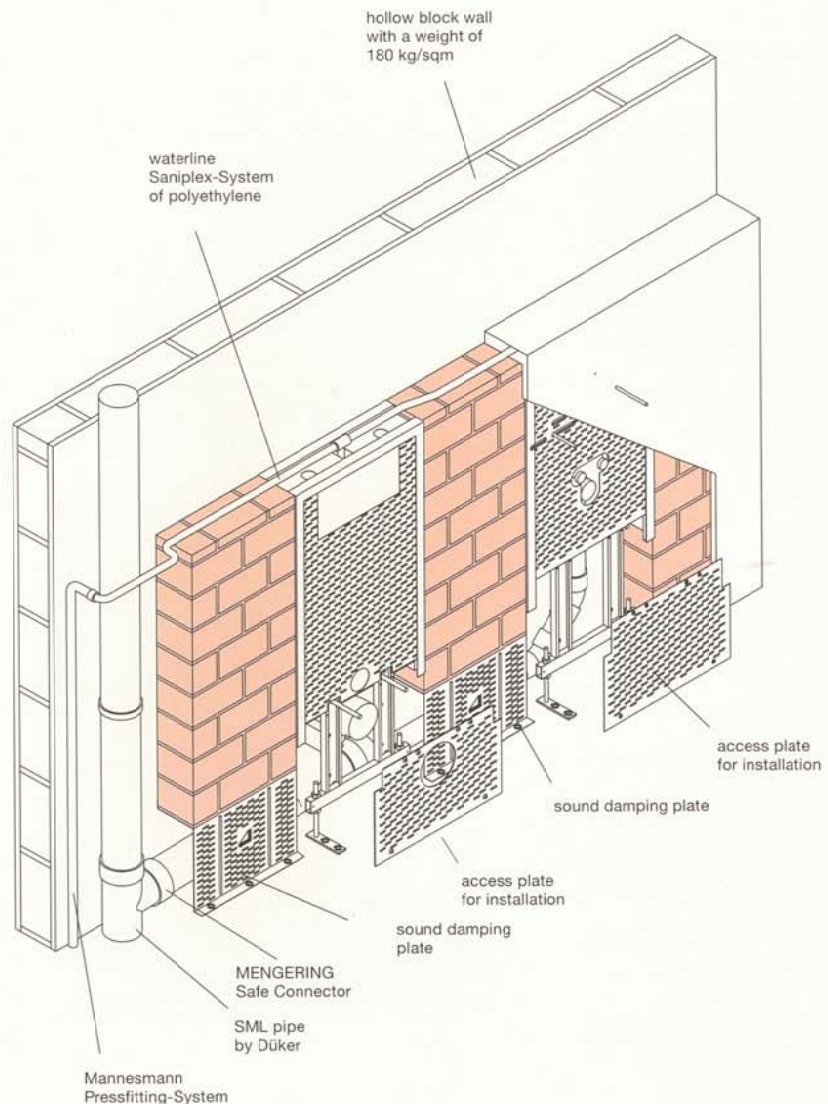 hollow block wall
with a weight of
180 kg/sqm
waterline
Saniplex-System
of polyethylene
access plate
for installation
sound damping plate
access plate
for installation
sound damping
plate
MENGERING
Safe Connector
SML pipe
by Düker
Mannesmann
Pressfitting-System